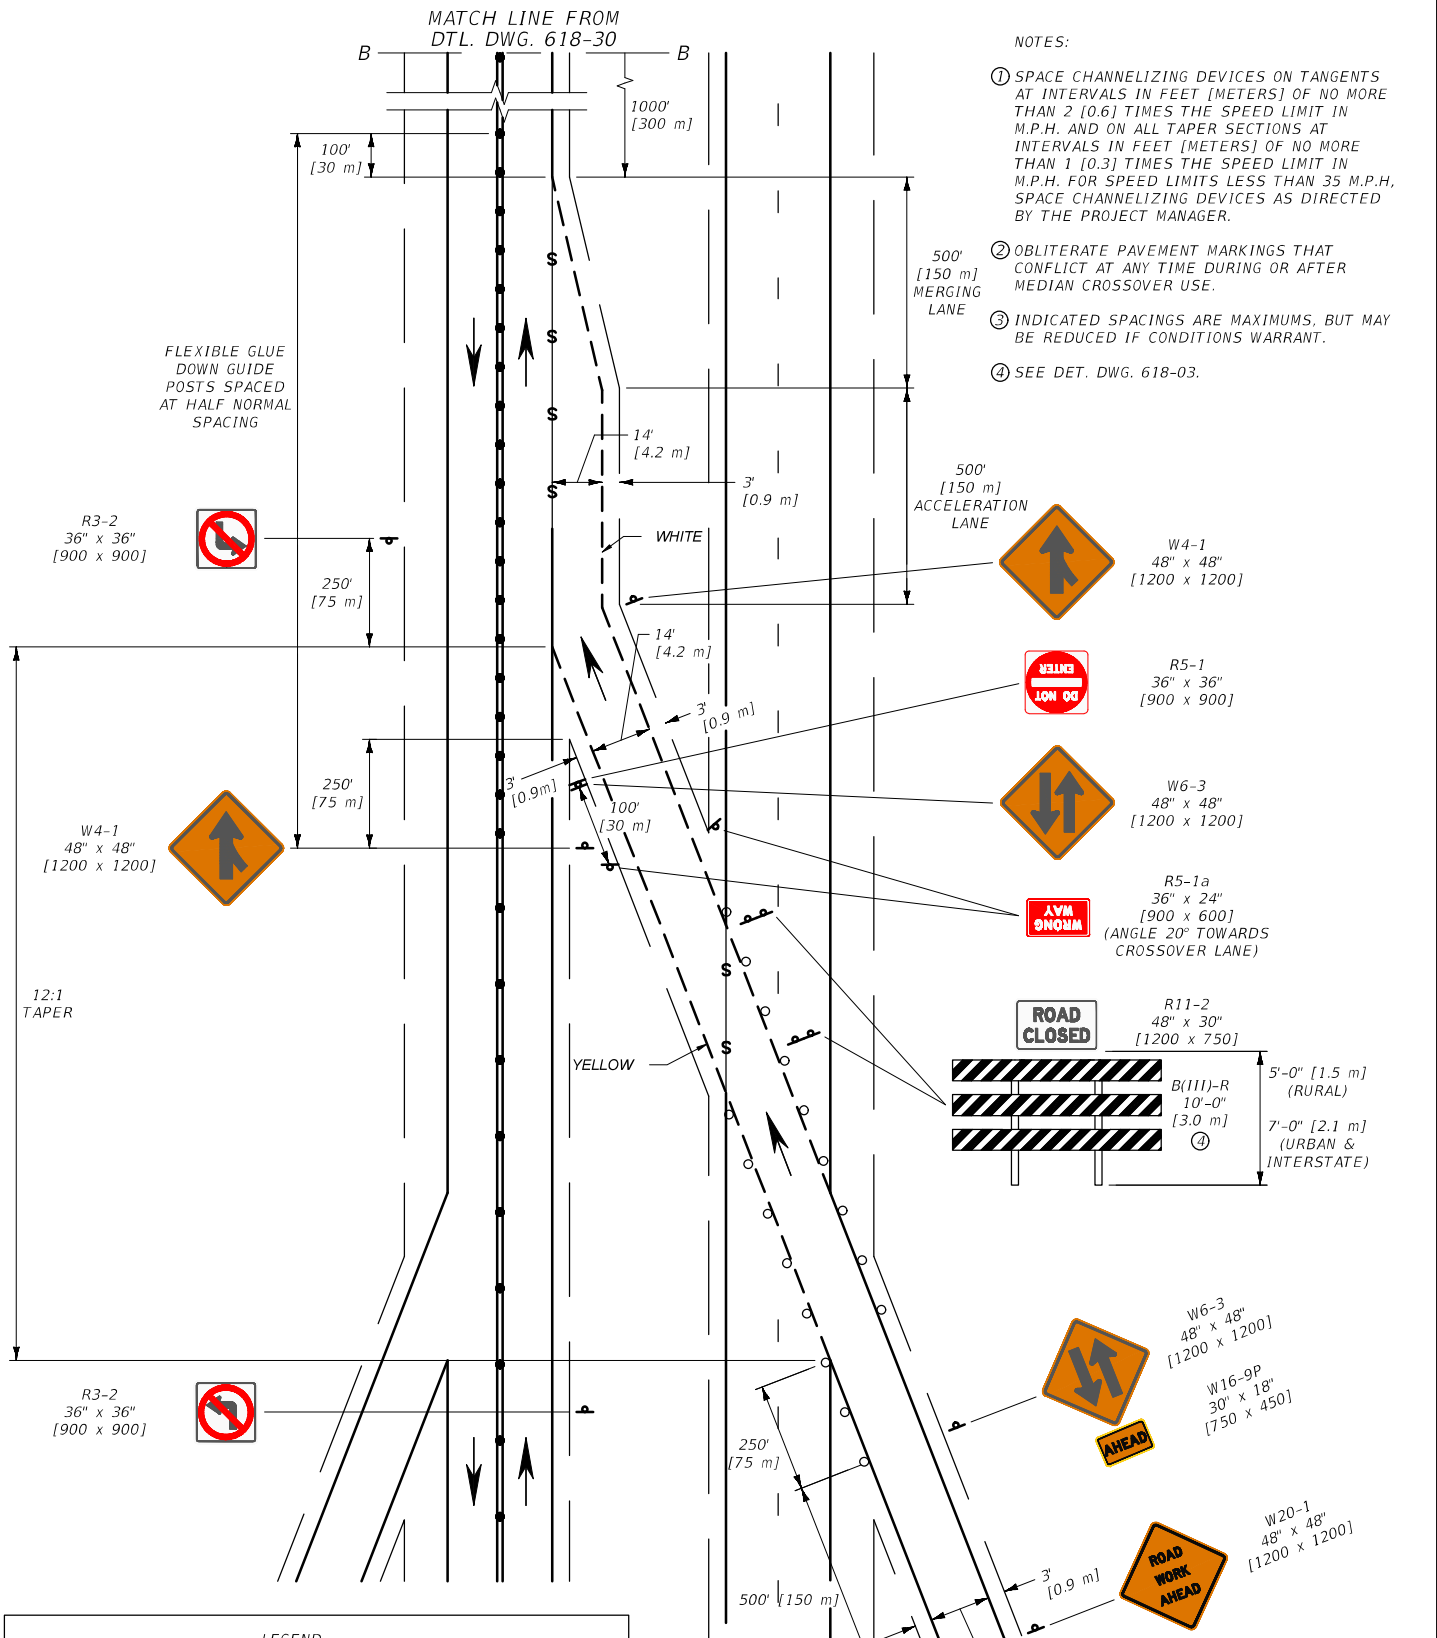 MATCH LINE FROM
DTL. DWG. 618-30
B
B
1000'
[300 m]
100'
[30 m]
NOTES:
1 SPACE CHANNELIZING DEVICES ON TANGENTS
AT INTERVALS IN FEET [METERS] OF NO MORE
THAN 2 [0.6] TIMES THE SPEED LIMIT IN
M.P.H. AND ON ALL TAPER SECTIONS AT
INTERVALS IN FEET [METERS] OF NO MORE
THAN 1 [0.3] TIMES THE SPEED LIMIT IN
M.P.H. FOR SPEED LIMITS LESS THAN 35 M.P.H,
SPACE CHANNELIZING DEVICES AS DIRECTED
BY THE PROJECT MANAGER.
2 OBLITERATE PAVEMENT MARKINGS THAT
CONFLICT AT ANY TIME DURING OR AFTER
MEDIAN CROSSOVER USE.
3 INDICATED SPACINGS ARE MAXIMUMS, BUT MAY
BE REDUCED IF CONDITIONS WARRANT.
4 SEE DET. DWG. 618-03.
500'
[150 m]
MERGING
LANE
S
S
S
S
FLEXIBLE GLUE
DOWN GUIDE
POSTS SPACED
AT HALF NORMAL
SPACING
14'
[4.2 m]
3'
[0.9 m]
500'
[150 m]
ACCELERATION
LANE
R3-2
36" x 36"
[900 x 900]
WHITE
W4-1
48" x 48"
[1200 x 1200]
250'
[75 m]
14'
[4.2 m]
DO NOT
ENTER
R5-1
36" x 36"
[900 x 900]
3'
[0.9 m]
250'
[75 m]
3'
[0.9m]
100'
[30 m]
W6-3
48" x 48"
[1200 x 1200]
W4-1
48" x 48"
[1200 x 1200]
WRONG
WAY
R5-1a
36" x 24"
[900 x 600]
(ANGLE 20° TOWARDS
CROSSOVER LANE)
S
S
12:1
TAPER
YELLOW
ROAD
CLOSED
R11-2
48" x 30"
[1200 x 750]
B(III)-R
10'-0"
[3.0 m]
4
5'-0" [1.5 m]
(RURAL)
7'-0" [2.1 m]
(URBAN &
INTERSTATE)
W6-3
48" x 48"
[1200 x 1200]
W16-9P
30" x 18"
[750 x 450]
AHEAD
R3-2
36" x 36"
[900 x 900]
250'
[75 m]
500' [150 m]
3'
[0.9 m]
ROAD
WORK
AHEAD
W20-1
48" x 48"
[1200 x 1200]
LEGEND